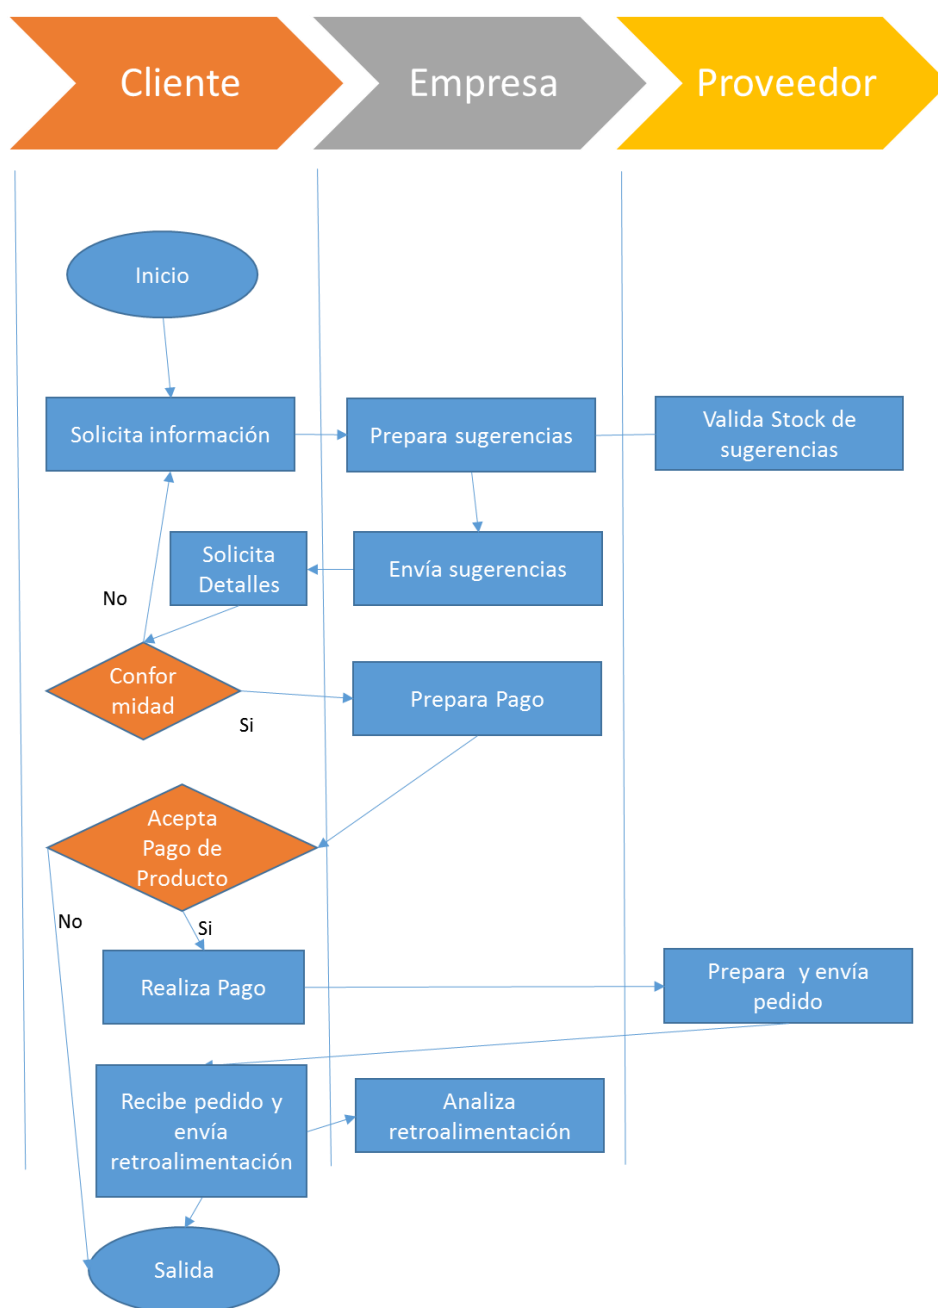 Cliente
Empresa
Proveedor
Inicio
Solicita información
Prepara sugerencias
Valida Stock de
sugerencias
Solicita
Detalles
Envía sugerencias
No
Confor
midad
Si
Prepara Pago
Acepta
Pago de
Producto
No
Si
Realiza Pago
Prepara y envía
pedido
Recibe pedido y
envía
retroalimentación
Analiza
retroalimentación
Salida